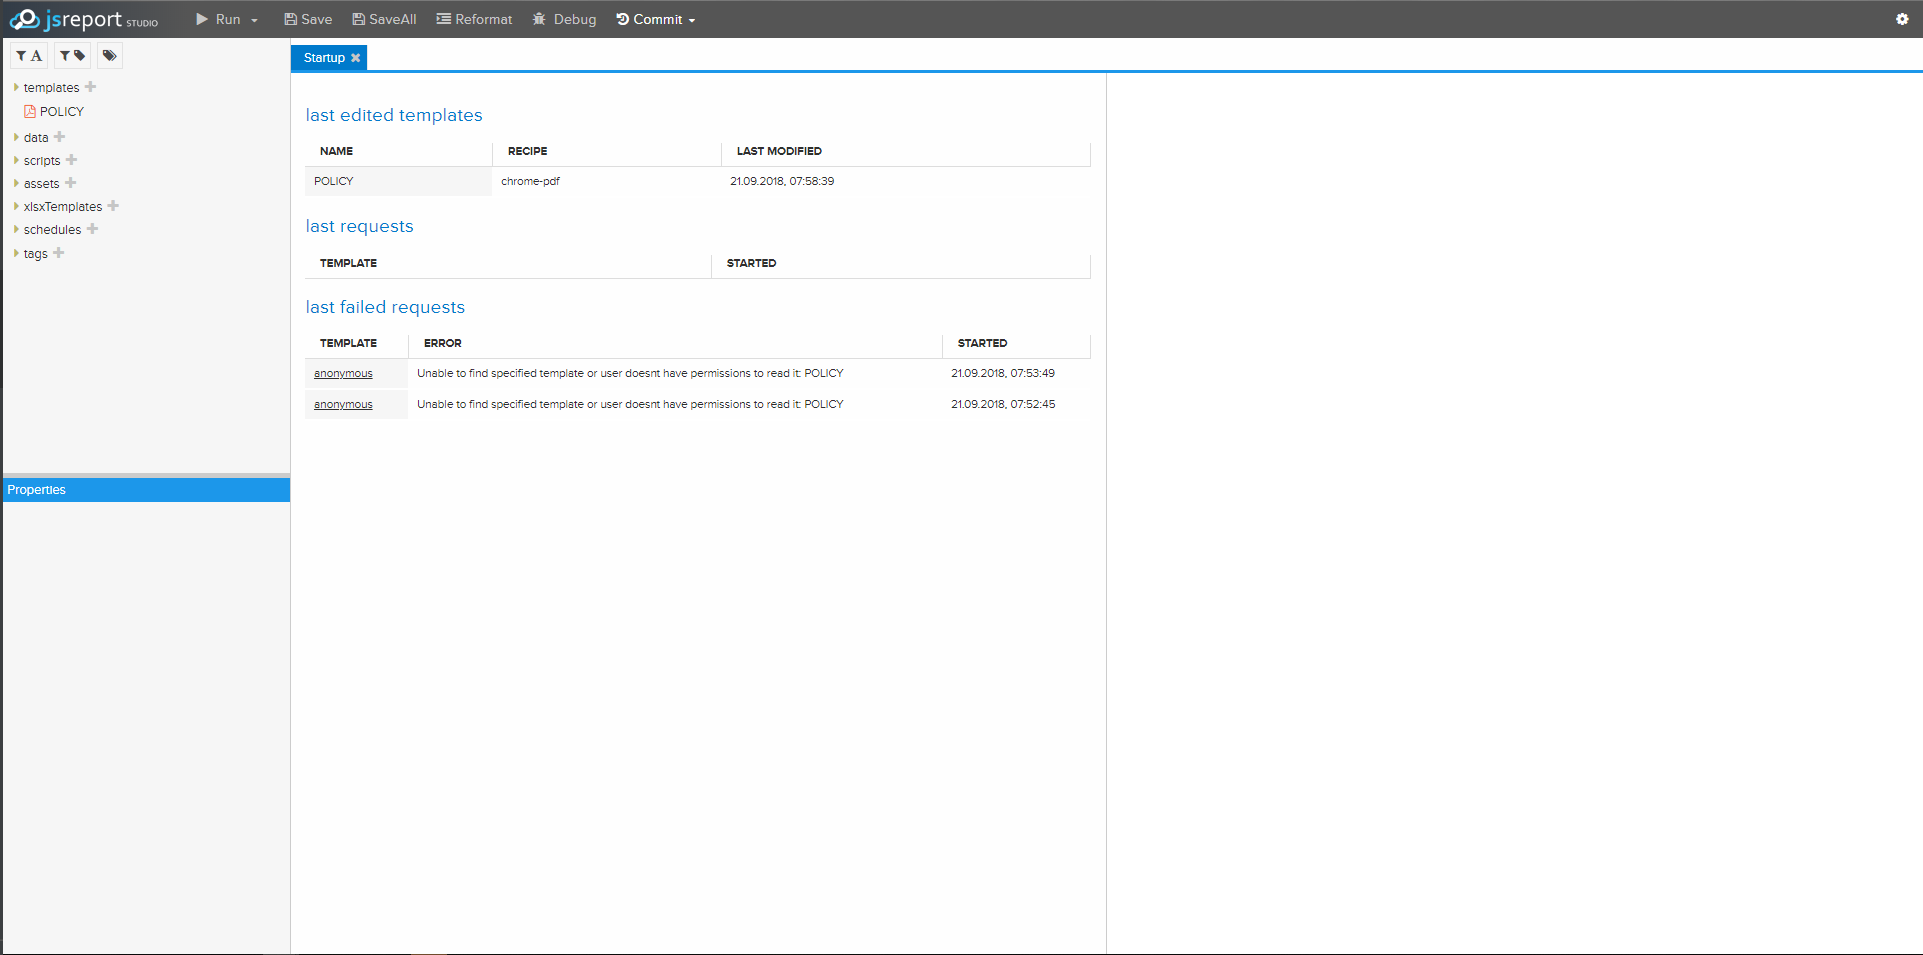 jsreport STUDIO Run Save SaveAll Reformat Debug Commit
A
Startup
templates
POLICY
data
scripts
assets
xlsxTemplates
schedules
tags
Properties
last edited templates
NAME RECIPE LAST MODIFIED
POLICY chrome-pdf 21.09.2018, 07:58:39
last requests
TEMPLATE STARTED
last failed requests
TEMPLATE ERROR STARTED
anonymous Unable to find specified template or user doesnt have permissions to read it: POLICY 21.09.2018, 07:53:49
anonymous Unable to find specified template or user doesnt have permissions to read it: POLICY 21.09.2018, 07:52:45